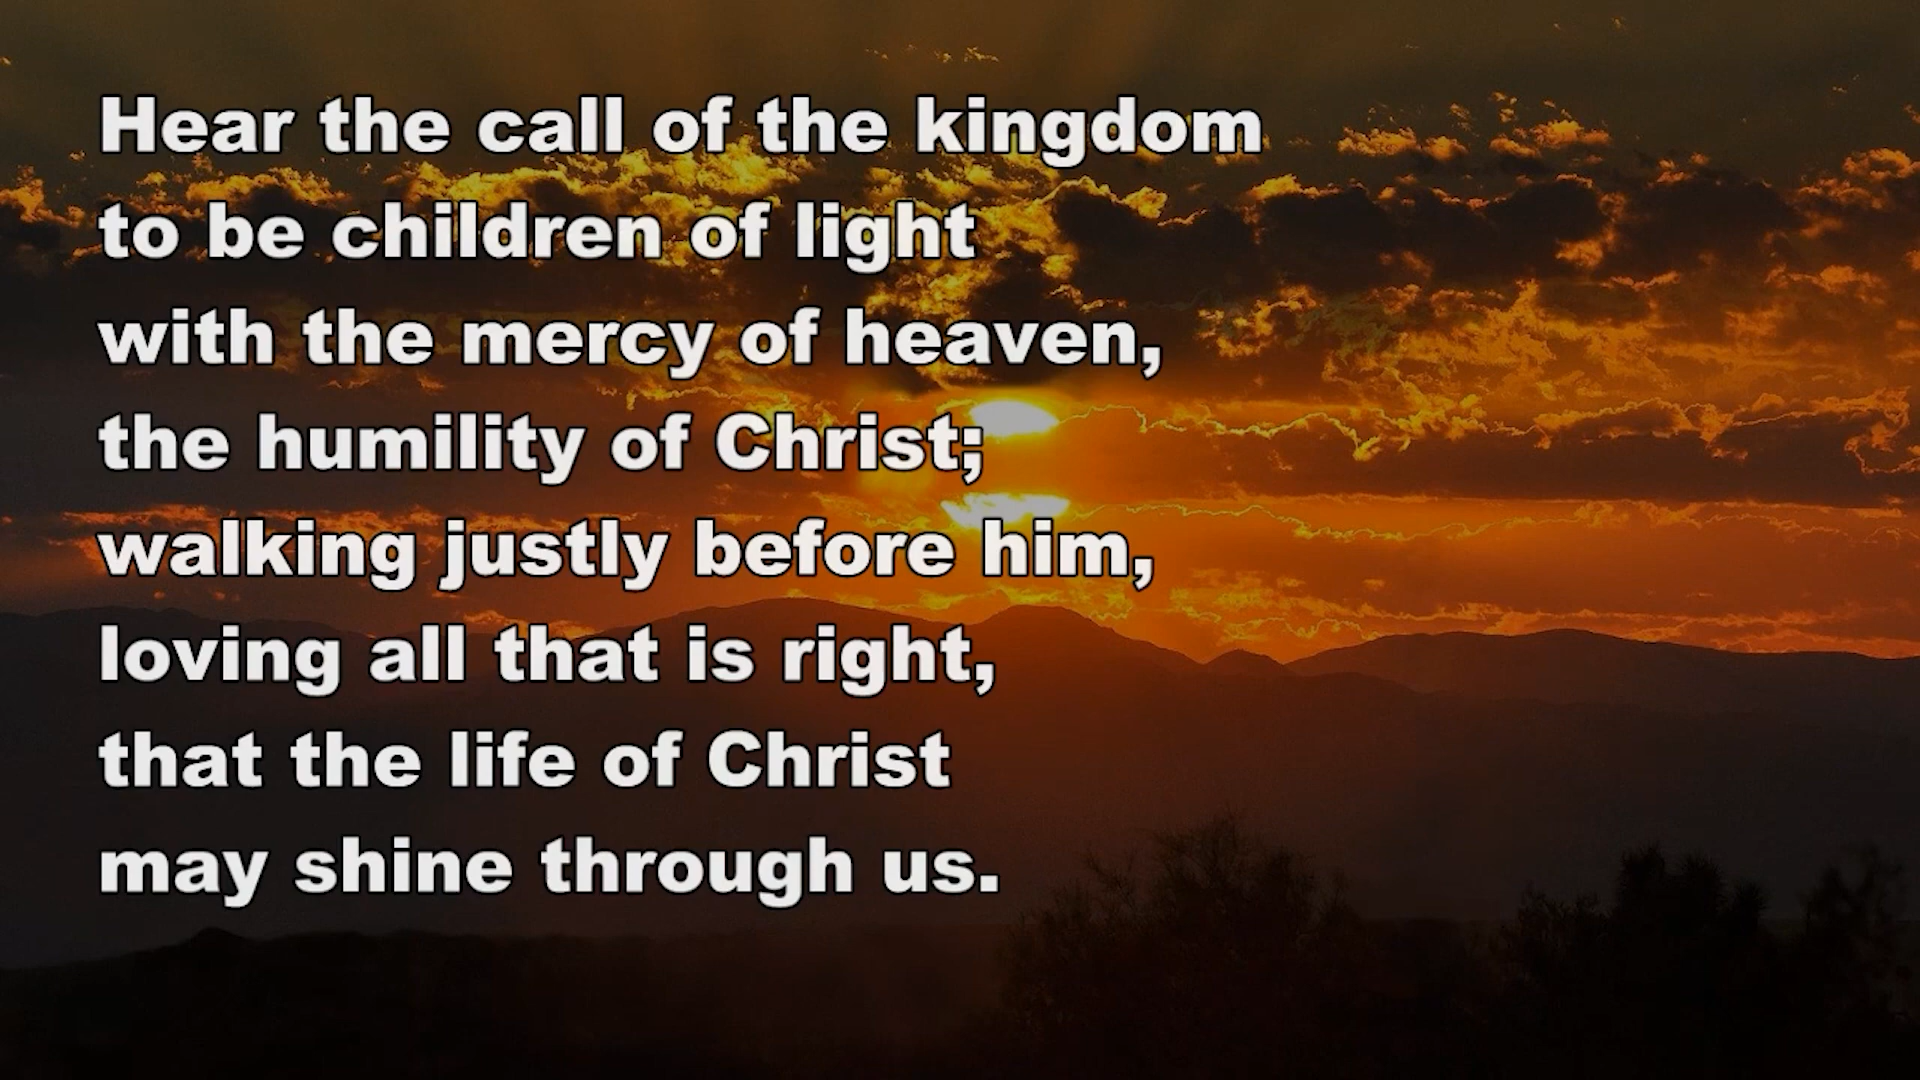 Hear the call of the kingdom
to be children of light
with the mercy of heaven,
the humility of Christ;
walking justly before him,
loving all that is right,
that the life of Christ
may shine through us.